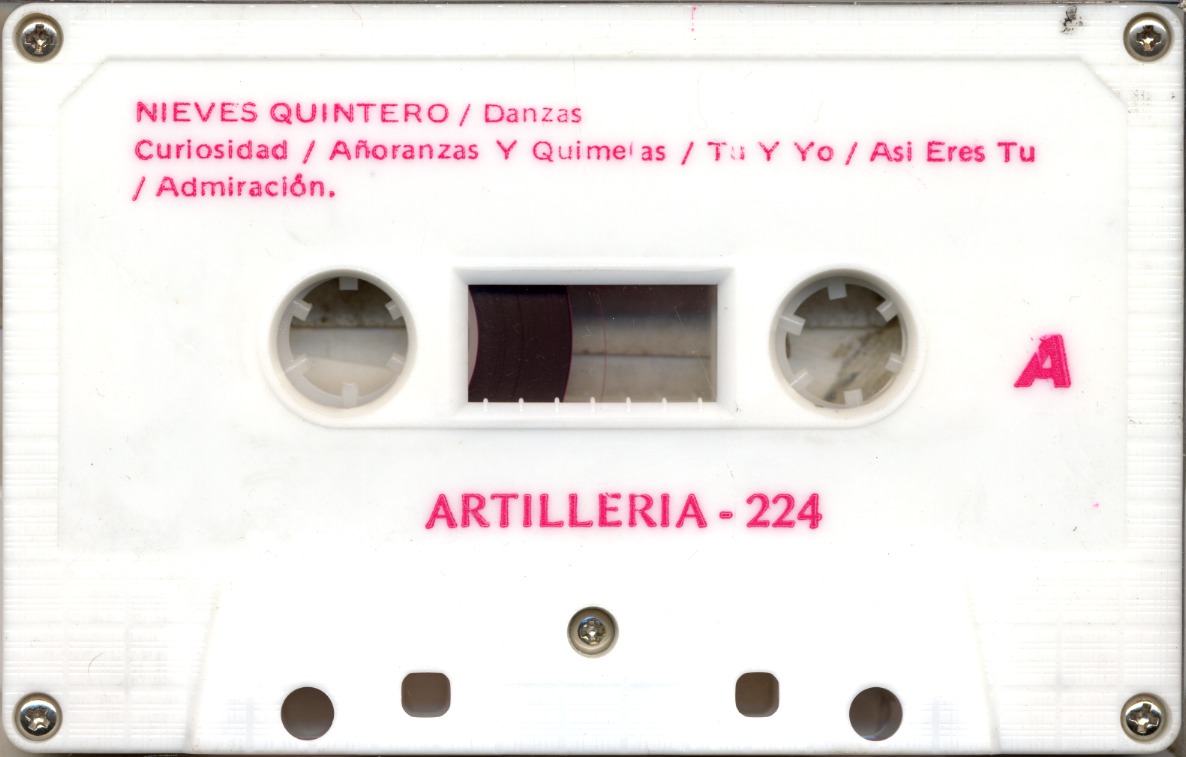 NIEVES QUINTERO / Danzas
Curiosidad / Añoranzas Y Quimeras / Tu Y Yo / Asi Eres Tu
/ Admiración.
A
ARTILLERIA - 224